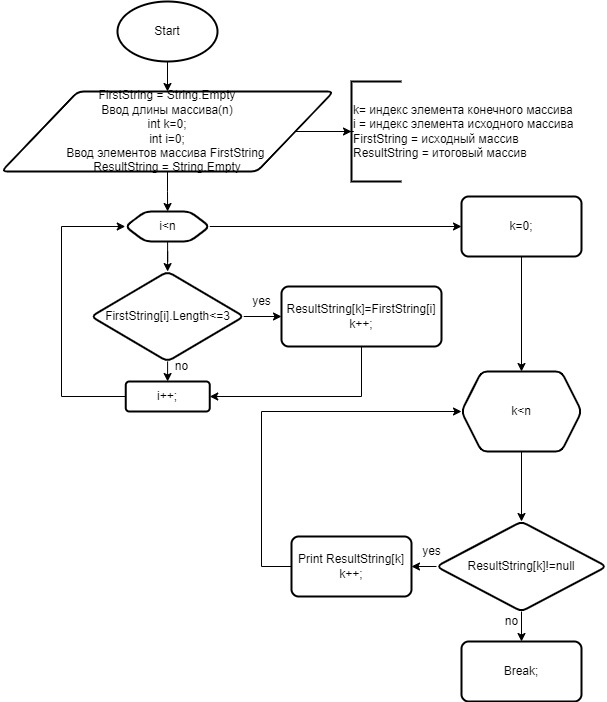 Start
FirstString = String.Empty
Ввод длины массива(n)
int k=0;
int i=0;
Ввод элементов массива FirstString
ResultString = String.Empty
k= индекс элемента конечного массива
i = индекс элемента исходного массива
FirstString = исходный массив
ResultString = итоговый массив
i<n
k=0;
FirstString[i].Length<=3
yes
ResultString[k]=FirstString[i]
k++;
no
i++;
k<n
ResultString[k]!=null
yes
Print ResultString[k]
k++;
no
Break;